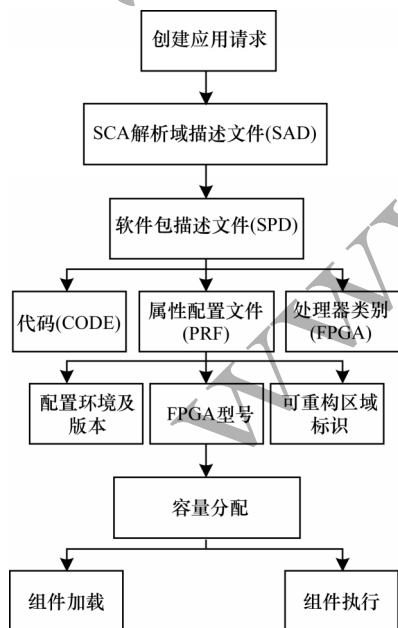 创建应用请求
SCA解析域描述文件(SAD)
软件包描述文件(SPD)
代码(CODE)
属性配置文件
(PRF)
处理器类别
(FPGA)
配置环境及
版本
FPGA型号
可重构区域
标识
容量分配
组件加载
组件执行